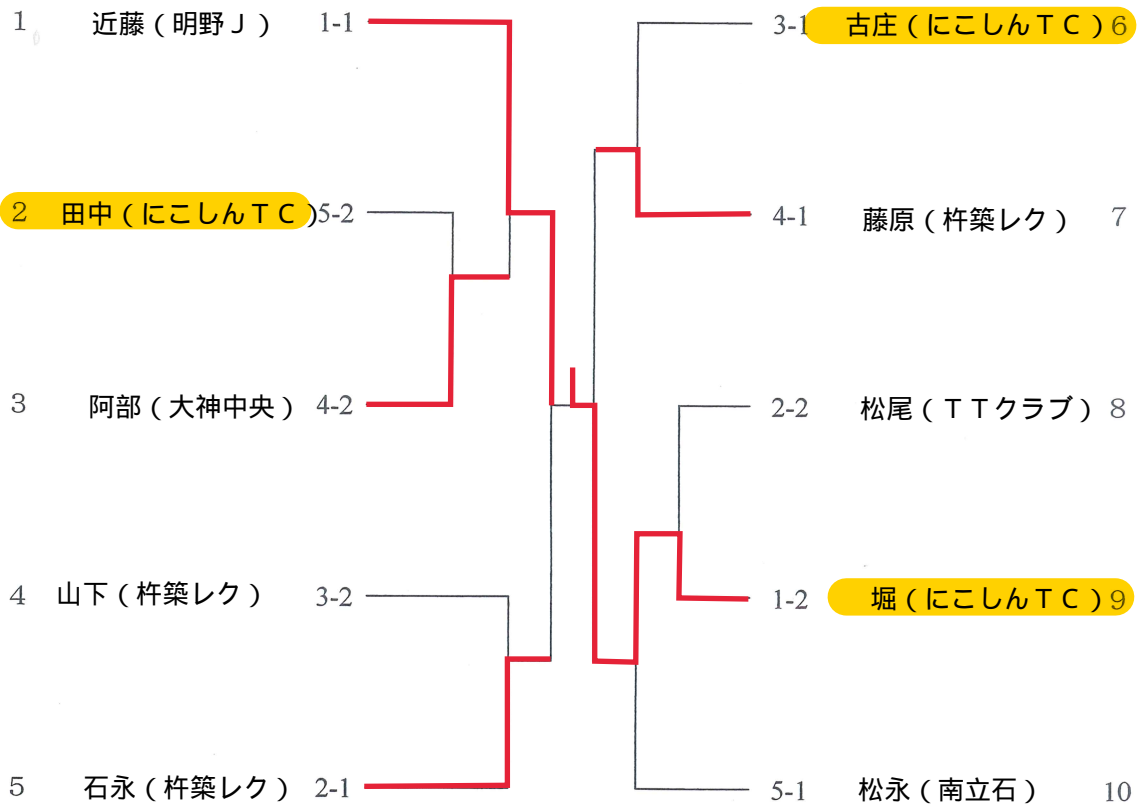 1 近藤（明野Ｊ） 1-1
2 田中（にこしんＴＣ） 5-2
3 阿部（大神中央） 4-2
4 山下（杵築レク） 3-2
5 石永（杵築レク） 2-1
3-1 古庄（にこしんＴＣ） 6
4-1 藤原（杵築レク） 7
2-2 松尾（ＴＴクラブ） 8
1-2 堀（にこしんＴＣ） 9
5-1 松永（南立石） 10